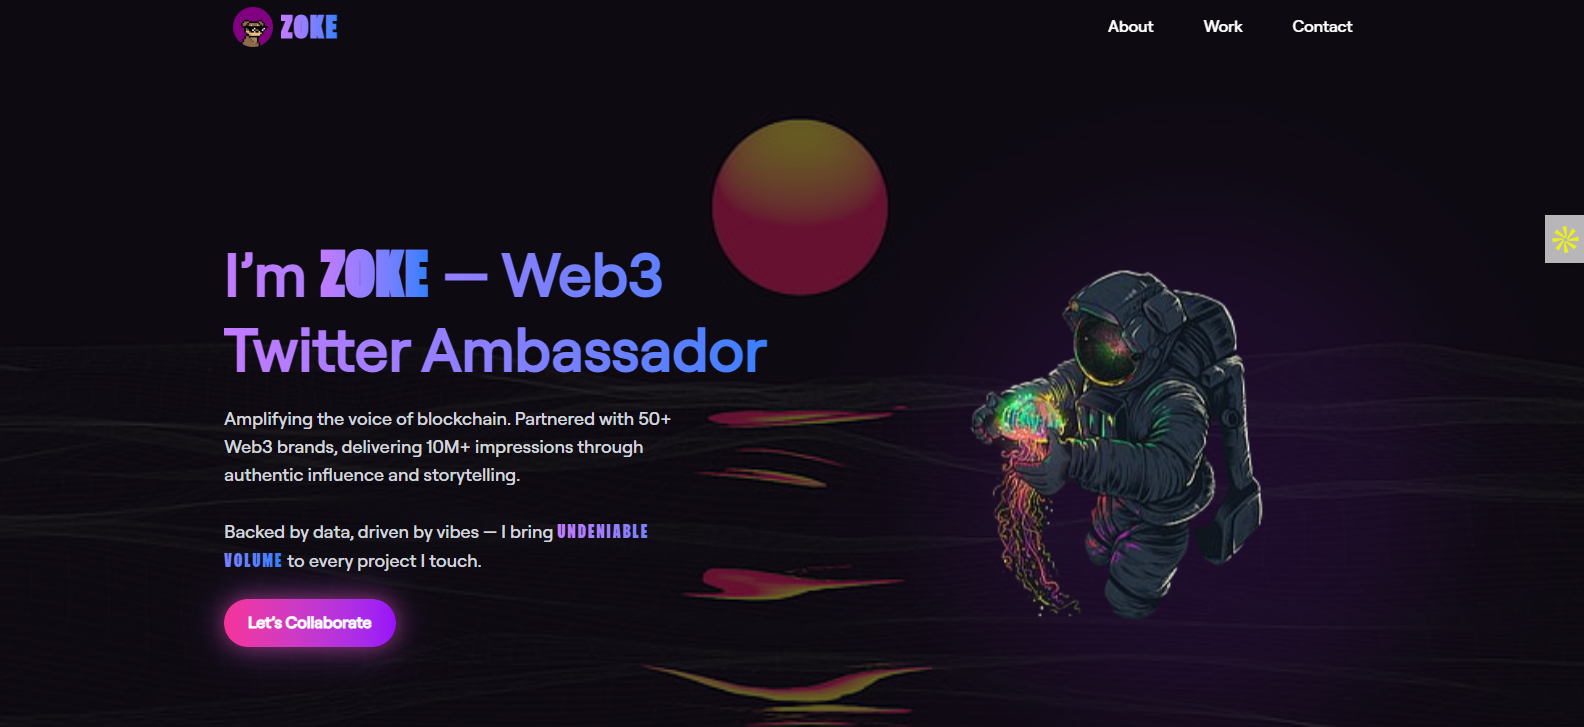 ZOKE
About
Work
Contact
I’m ZOKE — Web3
Twitter Ambassador
Amplifying the voice of blockchain. Partnered with 50+
Web3 brands, delivering 10M+ impressions through
authentic influence and storytelling.
Backed by data, driven by vibes — I bring UNDENIABLE
VOLUME to every project I touch.
Let’s Collaborate